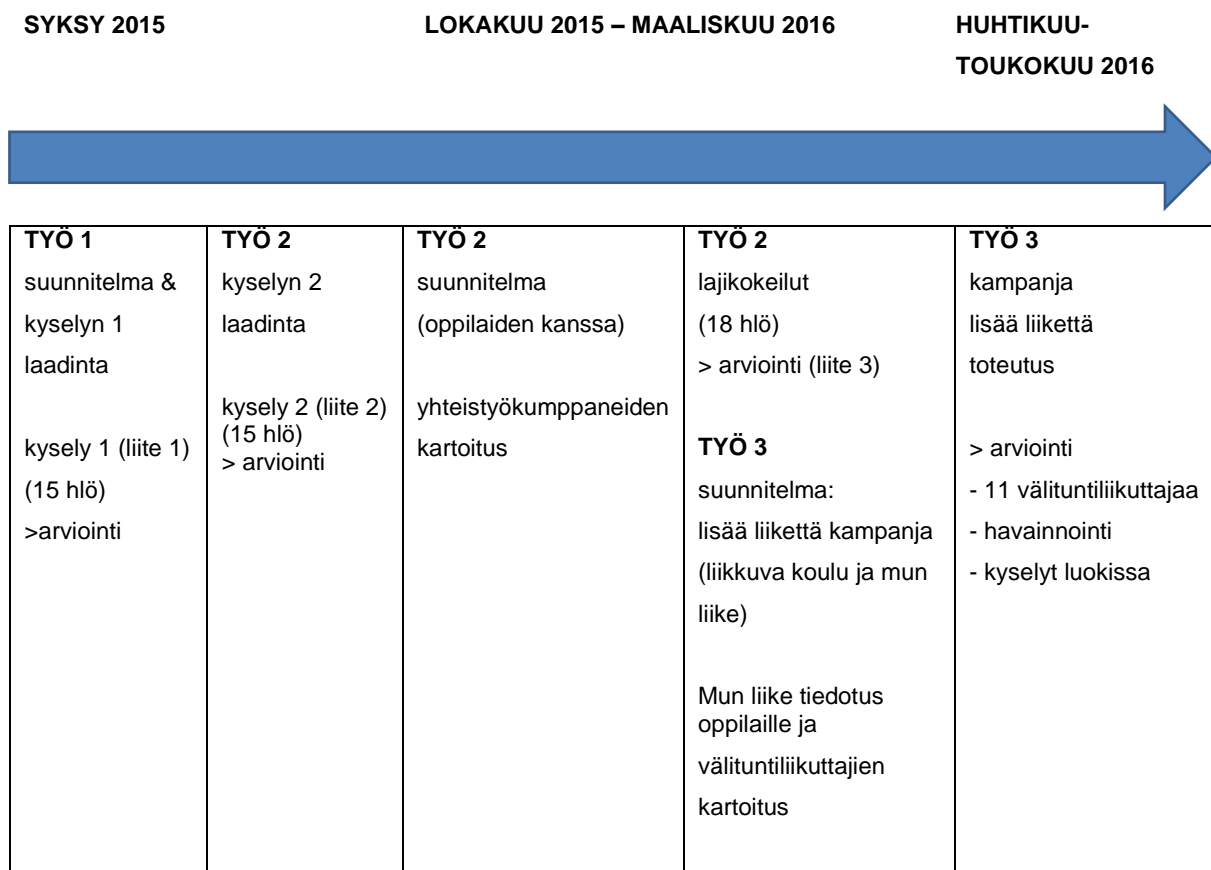 SYKSY 2015
LOKAKUU 2015 – MAALISKUU 2016
HUHTIKUU-
TOUKOKUU 2016
TYÖ 1
suunnitelma &
kyselyn 1
laadinta
kysely 1 (liite 1)
(15 hlö)
>arviointi
TYÖ 2
kyselyn 2
laadinta
kysely 2 (liite 2)
(15 hlö)
> arviointi
TYÖ 2
suunnitelma
(oppilaiden kanssa)
yhteistyökumppaneiden
kartoitus
TYÖ 2
lajikokeilut
(18 hlö)
> arviointi (liite 3)
TYÖ 3
suunnitelma:
lisää liikettä kampanja
(liikkuva koulu ja mun
liike)
Mun liike tiedotus
oppilaille ja
välituntiliikuttajien
kartoitus
TYÖ 3
kampanja
lisää liikettä
toteutus
> arviointi
- 11 välituntiliikuttajaa
- havainnointi
- kyselyt luokissa